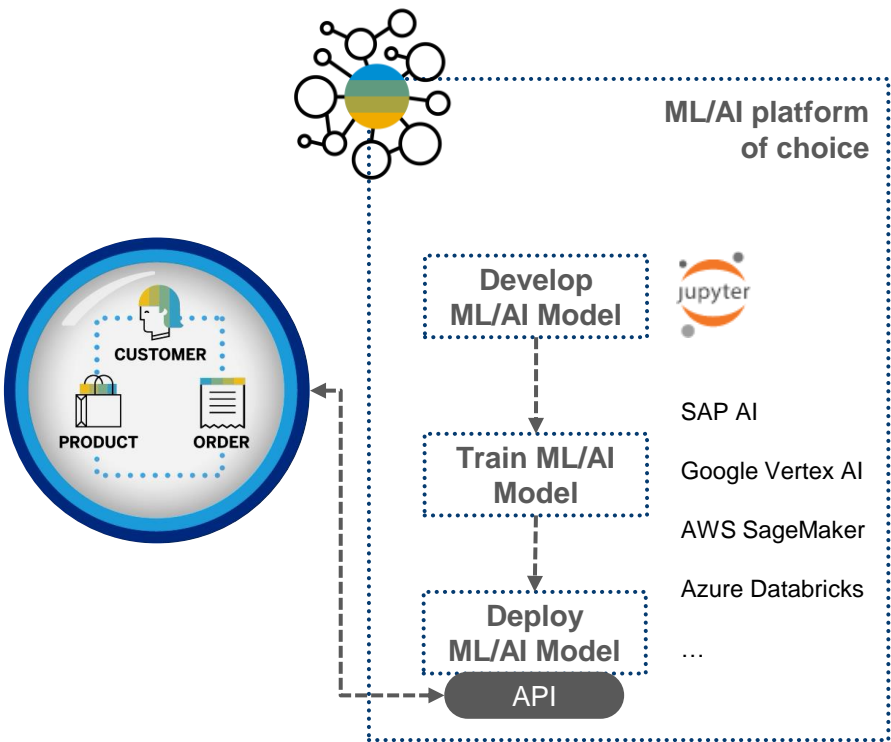 ML/AI platform
of choice
Develop
ML/AI Model
jupyter
CUSTOMER
PRODUCT
ORDER
SAP AI
Train ML/AI
Model
Google Vertex AI
AWS SageMaker
Azure Databricks
Deploy
ML/AI Model
…
API